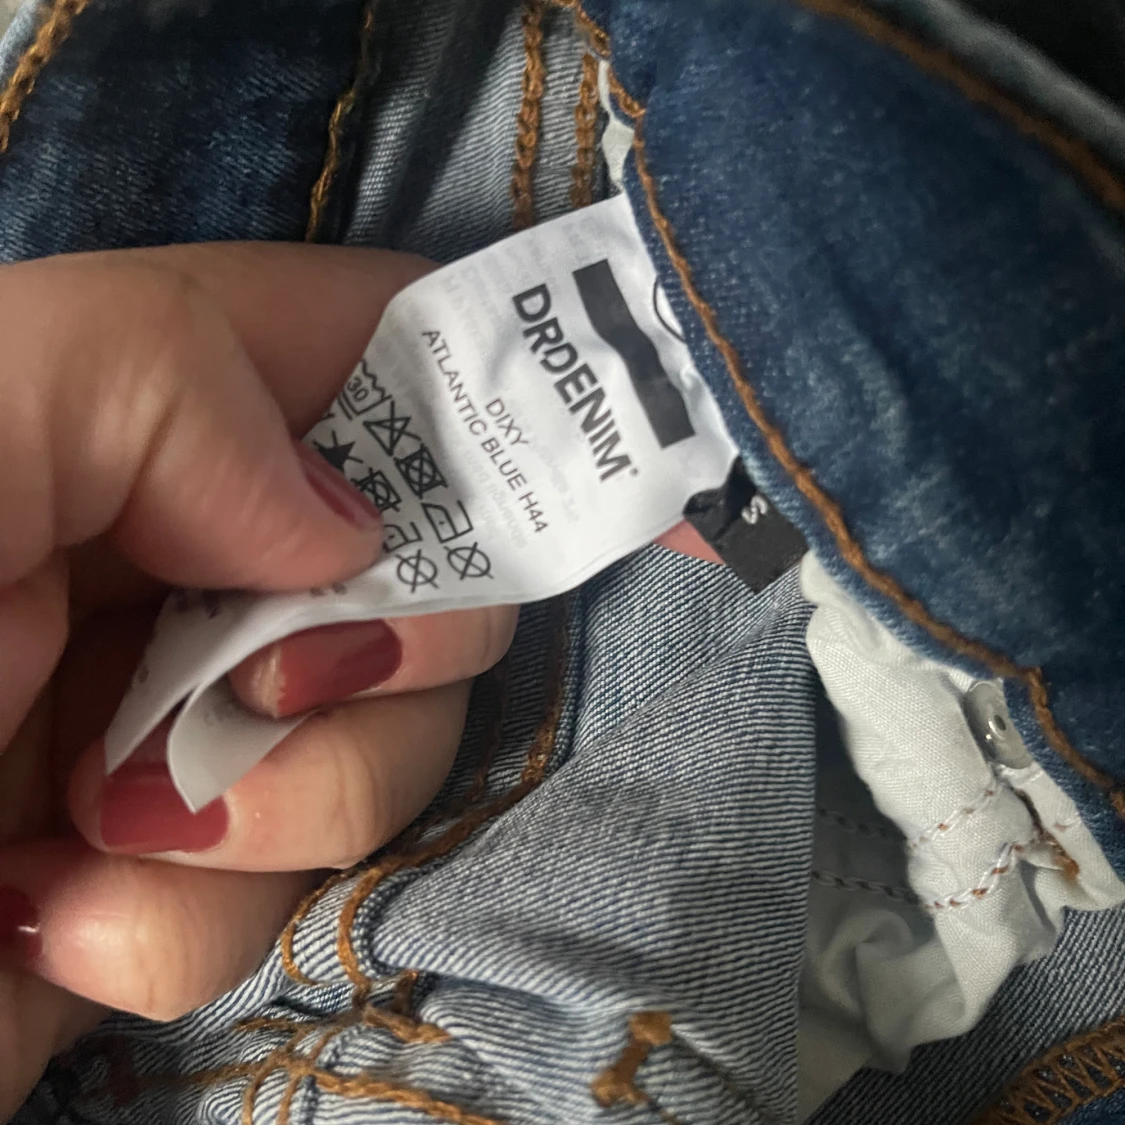 DRDENIM®
DIXY
ATLANTIC BLUE H44
30
S